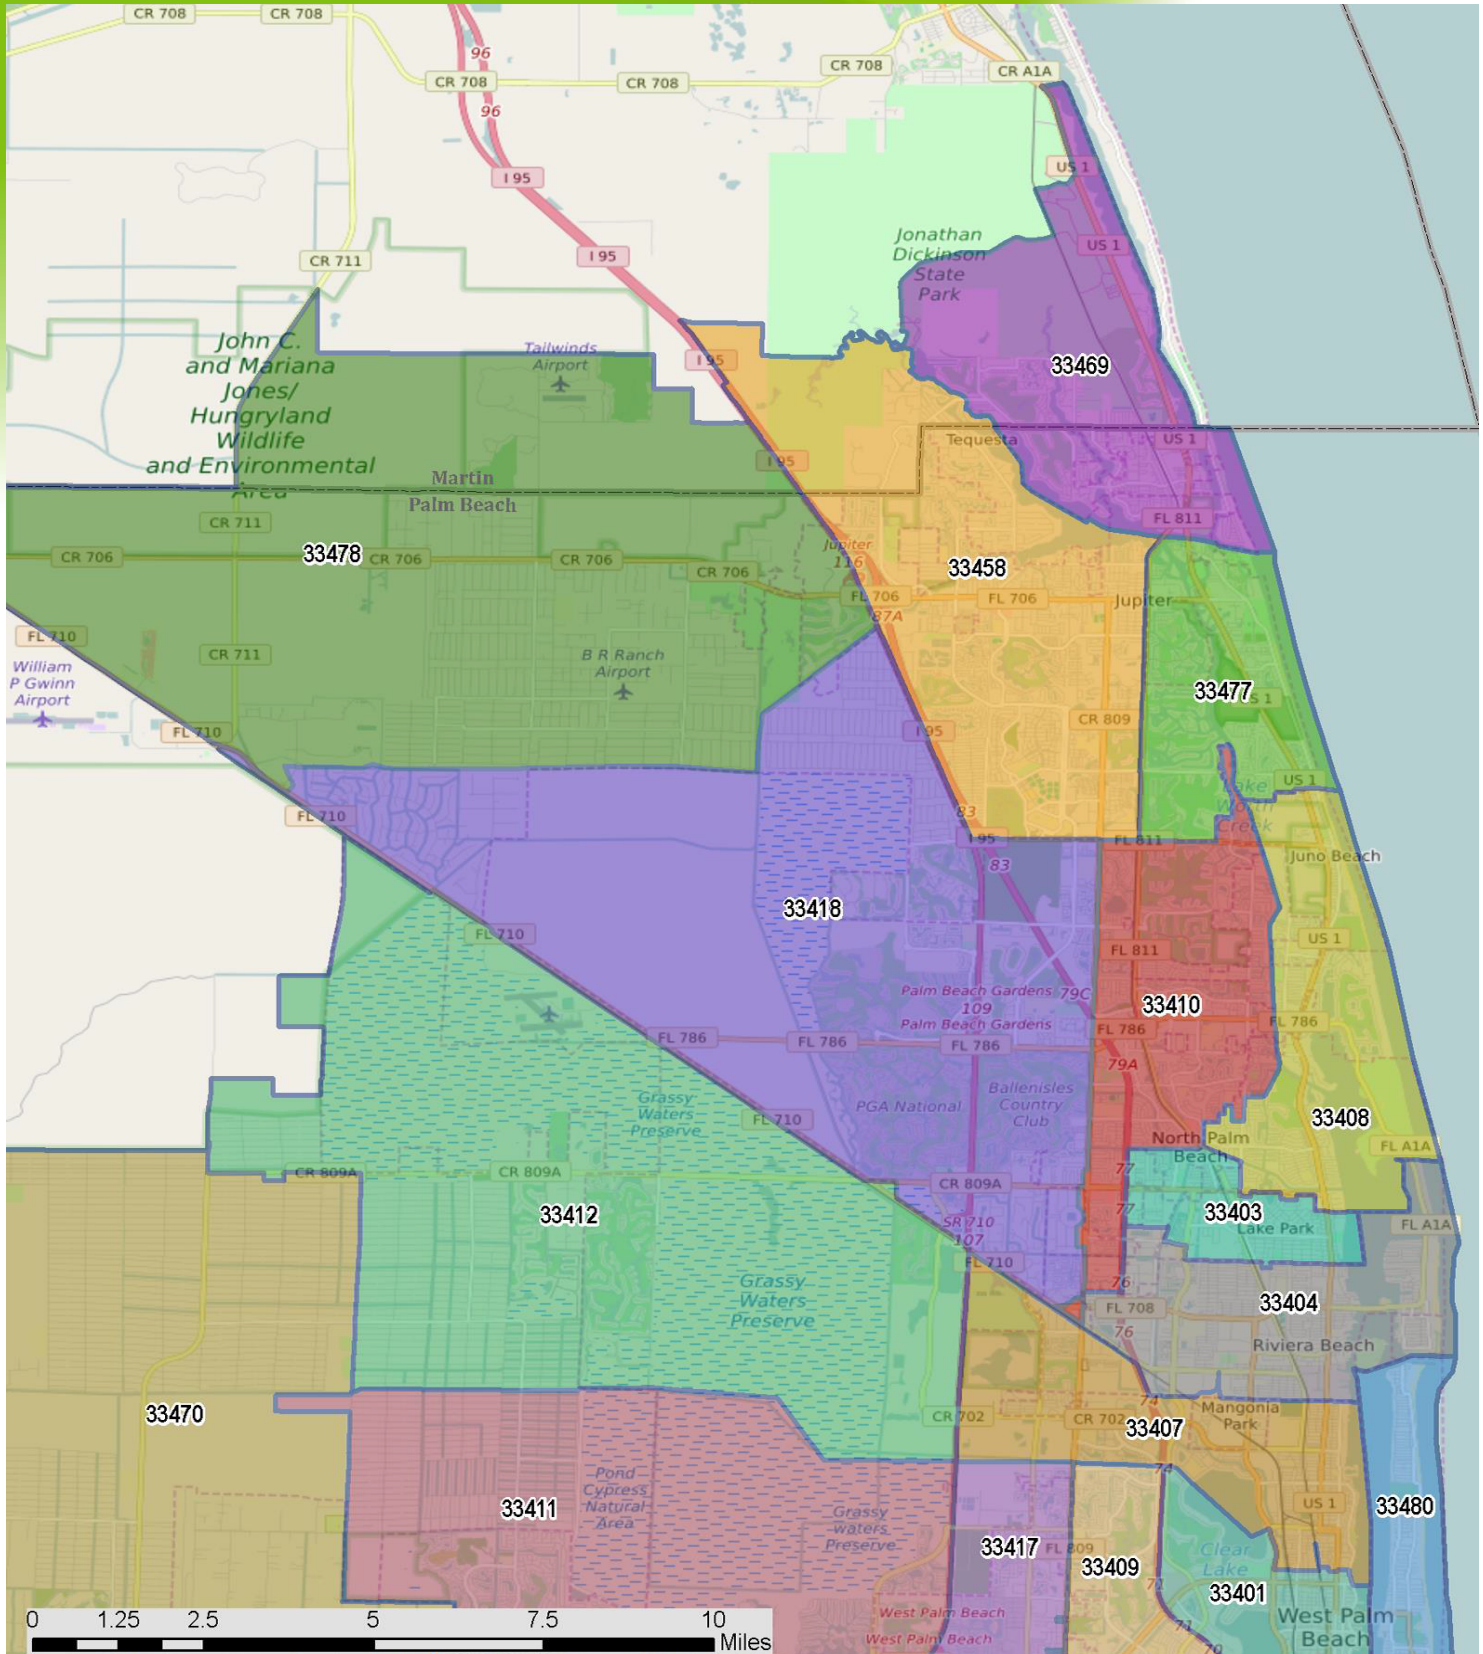 CR 708
CR 708
96
CR 708
CR 708
CR 708
CR A1A
96
I 95
US 1
Jonathan
Dickinson
State
Park
US 1
CR 711
I 95
John C.
and Mariana
Jones/
Hungryland
Wildlife
and Environmental
Area
Tailwinds
Airport
I 95
33469
Tequesta
US 1
I 95
Martin
Palm Beach
CR 711
FL 811
CR 706
33478
CR 706
CR 706
CR 706
Jupiter
116
33458
FL 706
87A
FL 706
Jupiter
FL 710
CR 711
William
P Gwinn
Airport
B R Ranch
Airport
33477
US 1
FL 710
I 95
CR 809
FL 710
83
I 95
83
FL 811
Lake
Worth
Creek
US 1
Juno Beach
33418
FL 710
FL 811
US 1
Palm Beach Gardens
109
Palm Beach Gardens
79C
33410
FL 786
FL 786
FL 786
FL 786
FL 786
79A
Grassy
Waters
Preserve
FL 710
PGA National
Ballenisles
Country
Club
33408
FL A1A
North Palm
Beach
CR 809A
CR 809A
CR 809A
77
77
33412
SR 710
107
33403
Lake Park
FL A1A
FL 710
Grassy
Waters
Preserve
76
FL 708
76
33404
Riviera Beach
33470
CR 702
CR 702
74
33407
Mangonia
Park
74
33411
Pond
Cypress
Natural
Area
Grassy
waters
Preserve
US 1
33480
33417
FL 809
33409
Clear
Lake
71
33401
West Palm Beach
West Palm Beach
71
70
West Palm
Beach
0 1.25 2.5 5 7.5 10
Miles